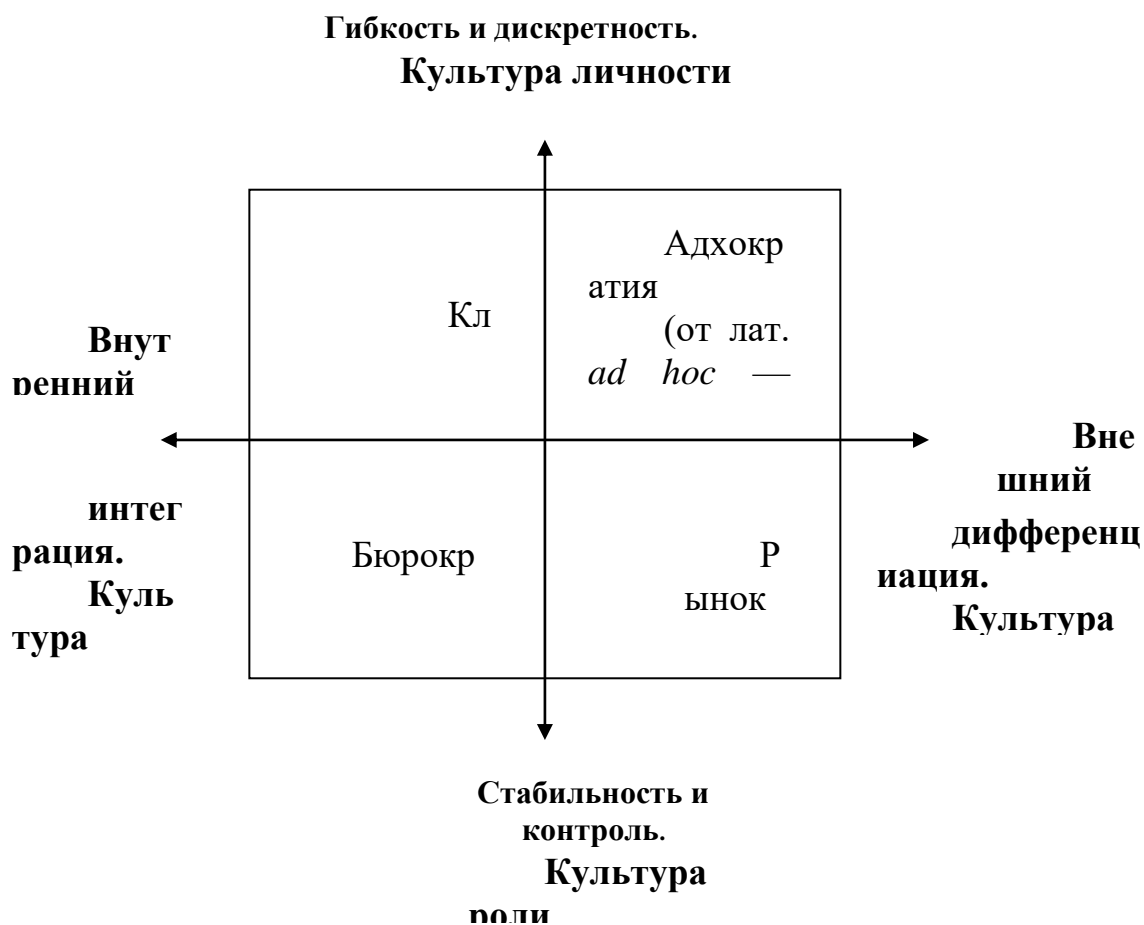 Гибкость и дискретность.
Культура личности
Адхокр
атия
(от лат.
ad hoc —
Кл
Внут
ренний
Вне
шний
дифференц
иация.
Культура
интег
рация.
Куль
тура
Бюрокр
Р
ынок
Стабильность и
контроль.
Культура
роли